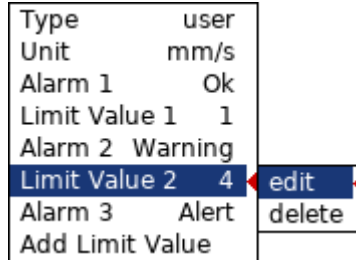 Type user
Unit mm/s
Alarm 1 Ok
Limit Value 1 1
Alarm 2 Warning
Limit Value 2 4
edit
Alarm 3 Alert
delete
Add Limit Value